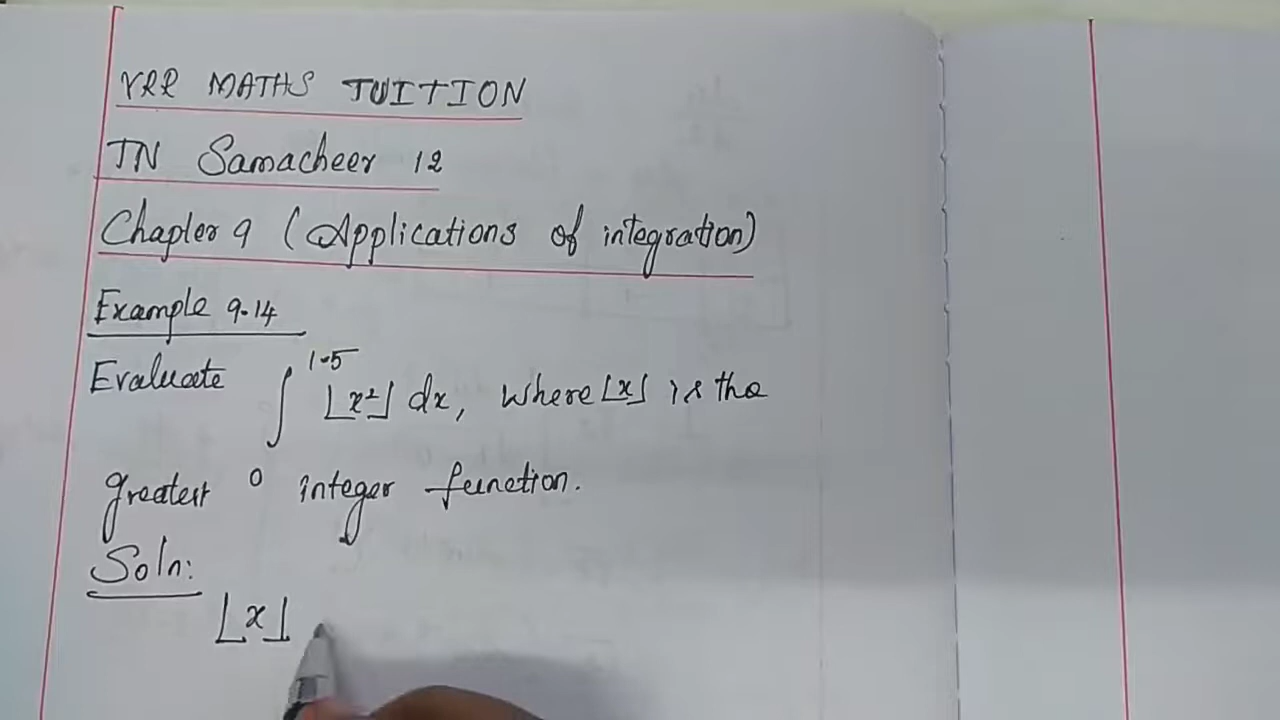 YRR MATHS TUITION
TN Samacheer 12
Chapter 9 (Applications of integration)
Example 9.14
Evaluate ∫₀^1.5 ⌊x²⌋ dx, where ⌊x⌋ is the
greatest integer function.
Soln:
⌊x⌋